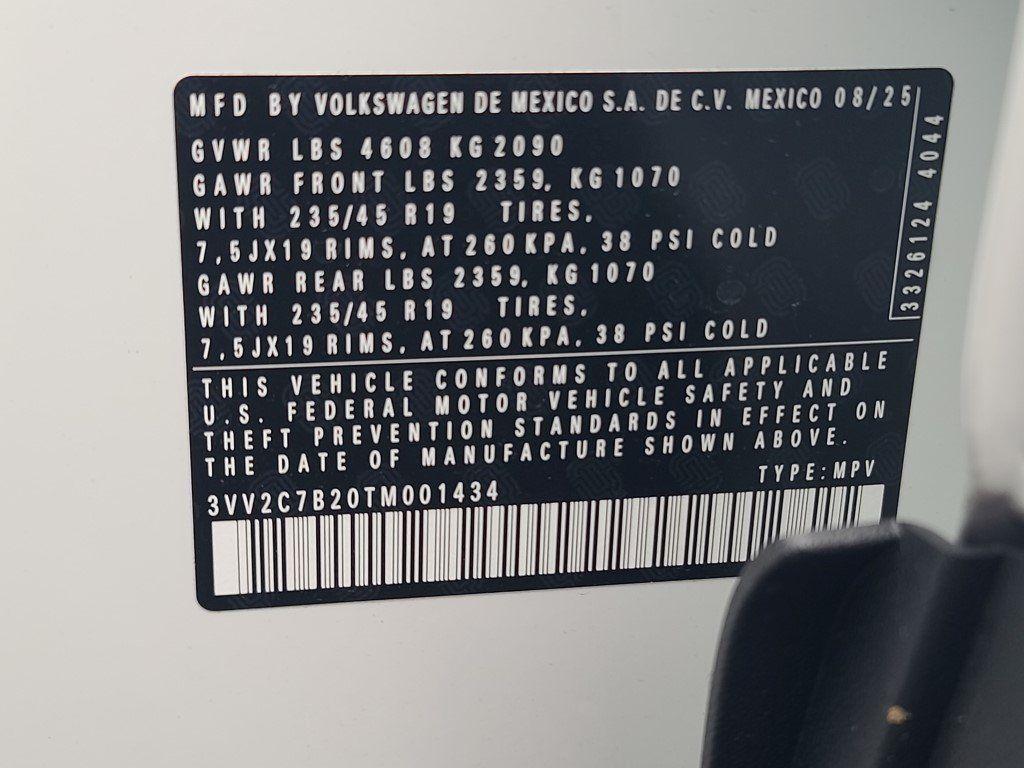 MFD BY VOLKSWAGEN DE MEXICO S.A. DE C.V. MEXICO 08/25
GVWR LBS 4608 KG 2090
GAWR FRONT LBS 2359, KG 1070
WITH 235/45 R19 TIRES,
7,5JX19 RIMS, AT 260 KPA, 38 PSI COLD
GAWR REAR LBS 2359, KG 1070
WITH 235/45 R19 TIRES,
7,5JX19 RIMS, AT 260 KPA, 38 PSI COLD
3326124 4044
THIS VEHICLE CONFORMS TO ALL APPLICABLE
U.S. FEDERAL MOTOR VEHICLE SAFETY AND
THEFT PREVENTION STANDARDS IN EFFECT ON
THE DATE OF MANUFACTURE SHOWN ABOVE.
TYPE: MPV
3VV2C7B20TM001434